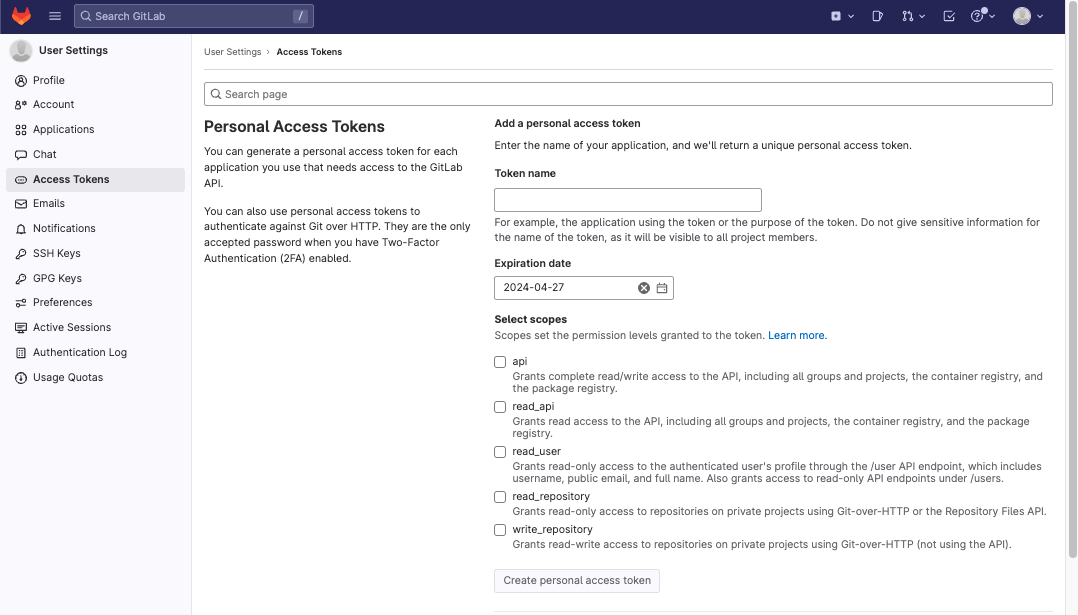 Search GitLab
/
User Settings
Profile
Account
Applications
Chat
Access Tokens
Emails
Notifications
SSH Keys
GPG Keys
Preferences
Active Sessions
Authentication Log
Usage Quotas
User Settings › Access Tokens
Search page
Personal Access Tokens
You can generate a personal access token for each
application you use that needs access to the GitLab
API.
You can also use personal access tokens to
authenticate against Git over HTTP. They are the only
accepted password when you have Two-Factor
Authentication (2FA) enabled.
Add a personal access token
Enter the name of your application, and we'll return a unique personal access token.
Token name
For example, the application using the token or the purpose of the token. Do not give sensitive information for
the name of the token, as it will be visible to all project members.
Expiration date
2024-04-27
Select scopes
Scopes set the permission levels granted to the token. Learn more.
api
Grants complete read/write access to the API, including all groups and projects, the container registry, and
the package registry.
read_api
Grants read access to the API, including all groups and projects, the container registry, and the package
registry.
read_user
Grants read-only access to the authenticated user's profile through the /user API endpoint, which includes
username, public email, and full name. Also grants access to read-only API endpoints under /users.
read_repository
Grants read-only access to repositories on private projects using Git-over-HTTP or the Repository Files API.
write_repository
Grants read-write access to repositories on private projects using Git-over-HTTP (not using the API).
Create personal access token